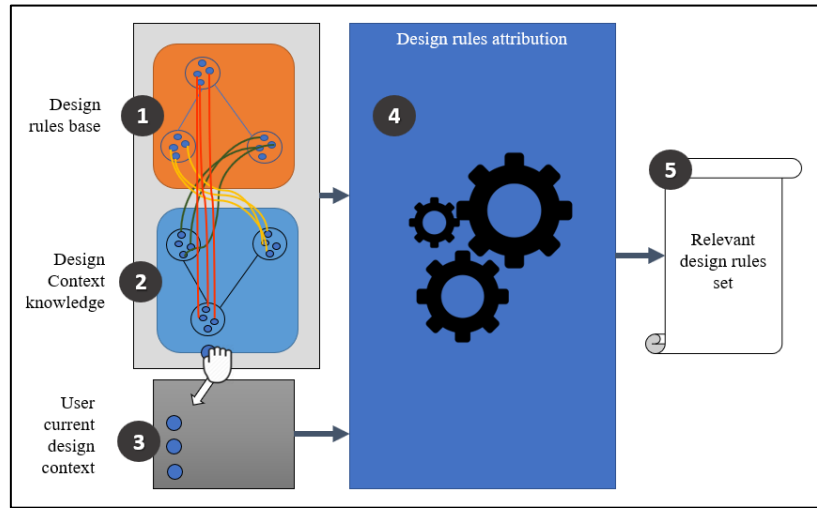 Design rules attribution
Design
rules base
1
4
5
Relevant
design rules
set
Design
Context
knowledge
2
User
current
design
context
3